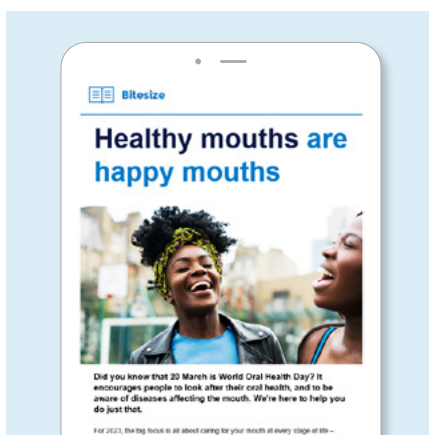 Bitesize
Healthy mouths are
happy mouths
Did you know that 20 March is World Oral Health Day? It
encourages people to look after their oral health, and to be
aware of diseases affecting the mouth. We're here to help you
do just that.
For 2023, the big focus is all about caring for your mouth at every stage of life –